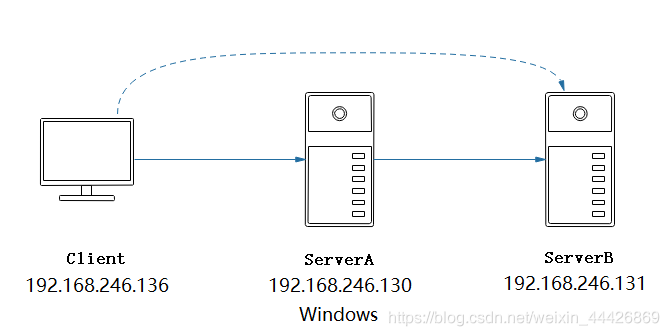 Client
192.168.246.136
ServerA
192.168.246.130
Windows
ServerB
192.168.246.131
https://blog.csdn.net/weixin_44426869